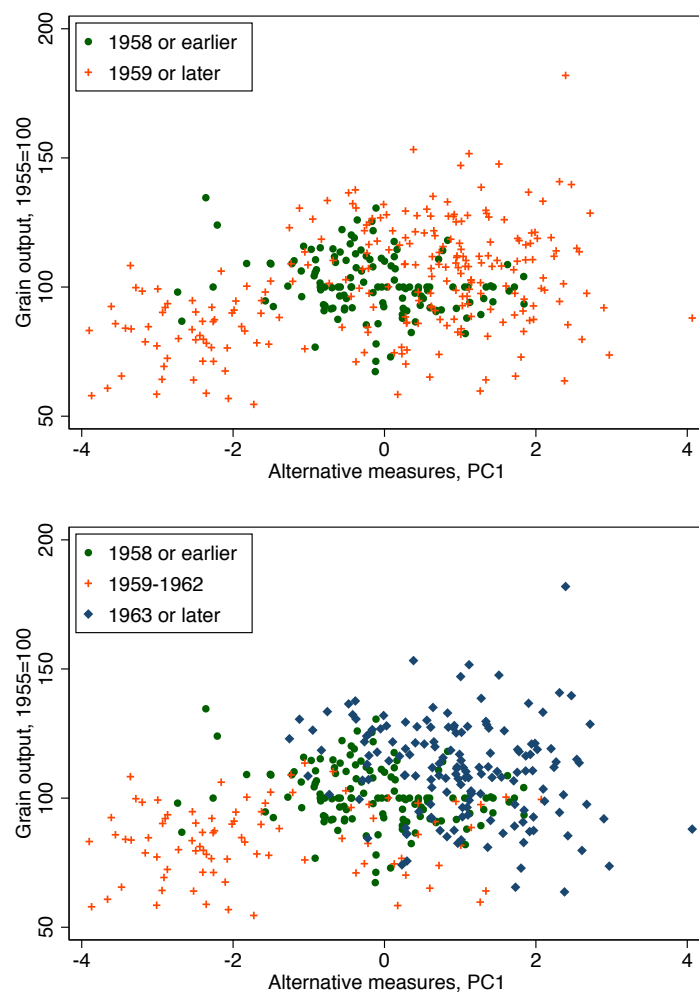 200
1958 or earlier
1959 or later
150
Grain output, 1955=100
100
50
-4
-2
0
2
4
Alternative measures, PC1
200
1958 or earlier
1959-1962
1963 or later
150
Grain output, 1955=100
100
50
-4
-2
0
2
4
Alternative measures, PC1